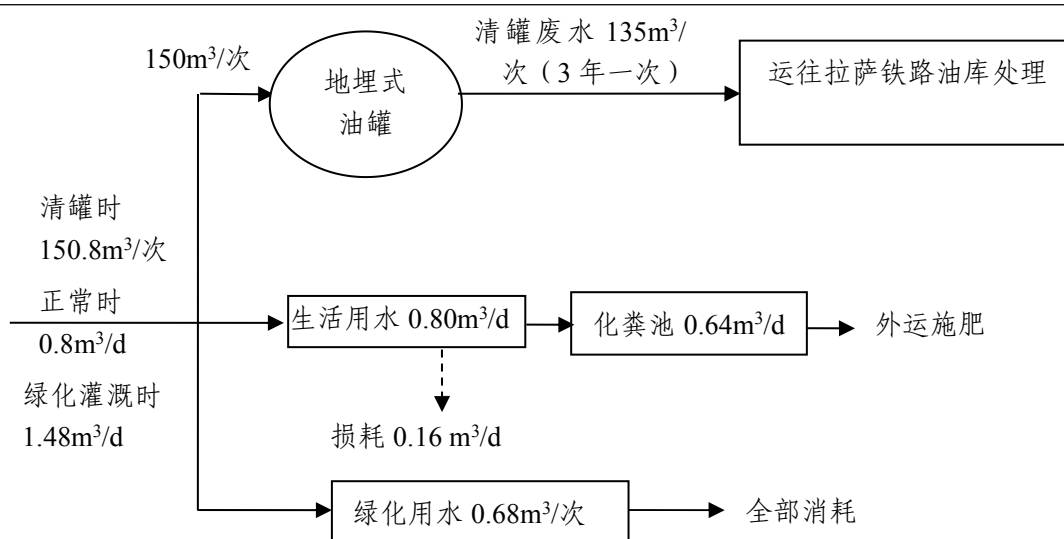 150m³/次
地埋式
油罐
清罐废水 135m³/
次（3 年一次）
运往拉萨铁路油库处理
清罐时
150.8m³/次
正常时
0.8m³/d
绿化灌溉时
1.48m³/d
生活用水 0.80m³/d
化粪池 0.64m³/d
外运施肥
损耗 0.16 m³/d
绿化用水 0.68m³/次
全部消耗